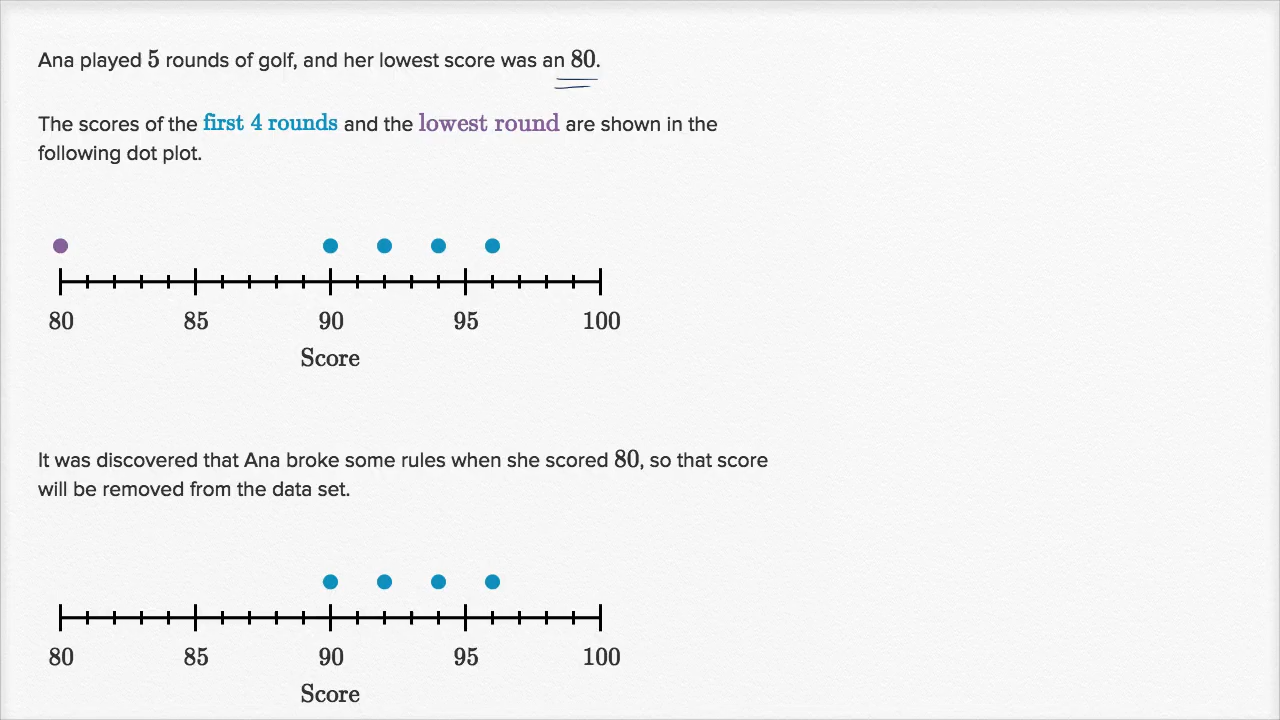 Ana played 5 rounds of golf, and her lowest score was an 80.
The scores of the first 4 rounds and the lowest round are shown in the
following dot plot.
80 85 90 95 100
Score
It was discovered that Ana broke some rules when she scored 80, so that score
will be removed from the data set.
80 85 90 95 100
Score